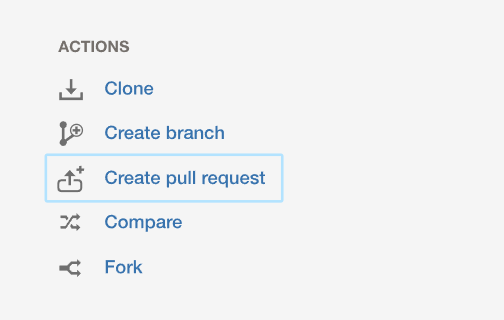 ACTIONS
Clone
Create branch
Create pull request
Compare
Fork